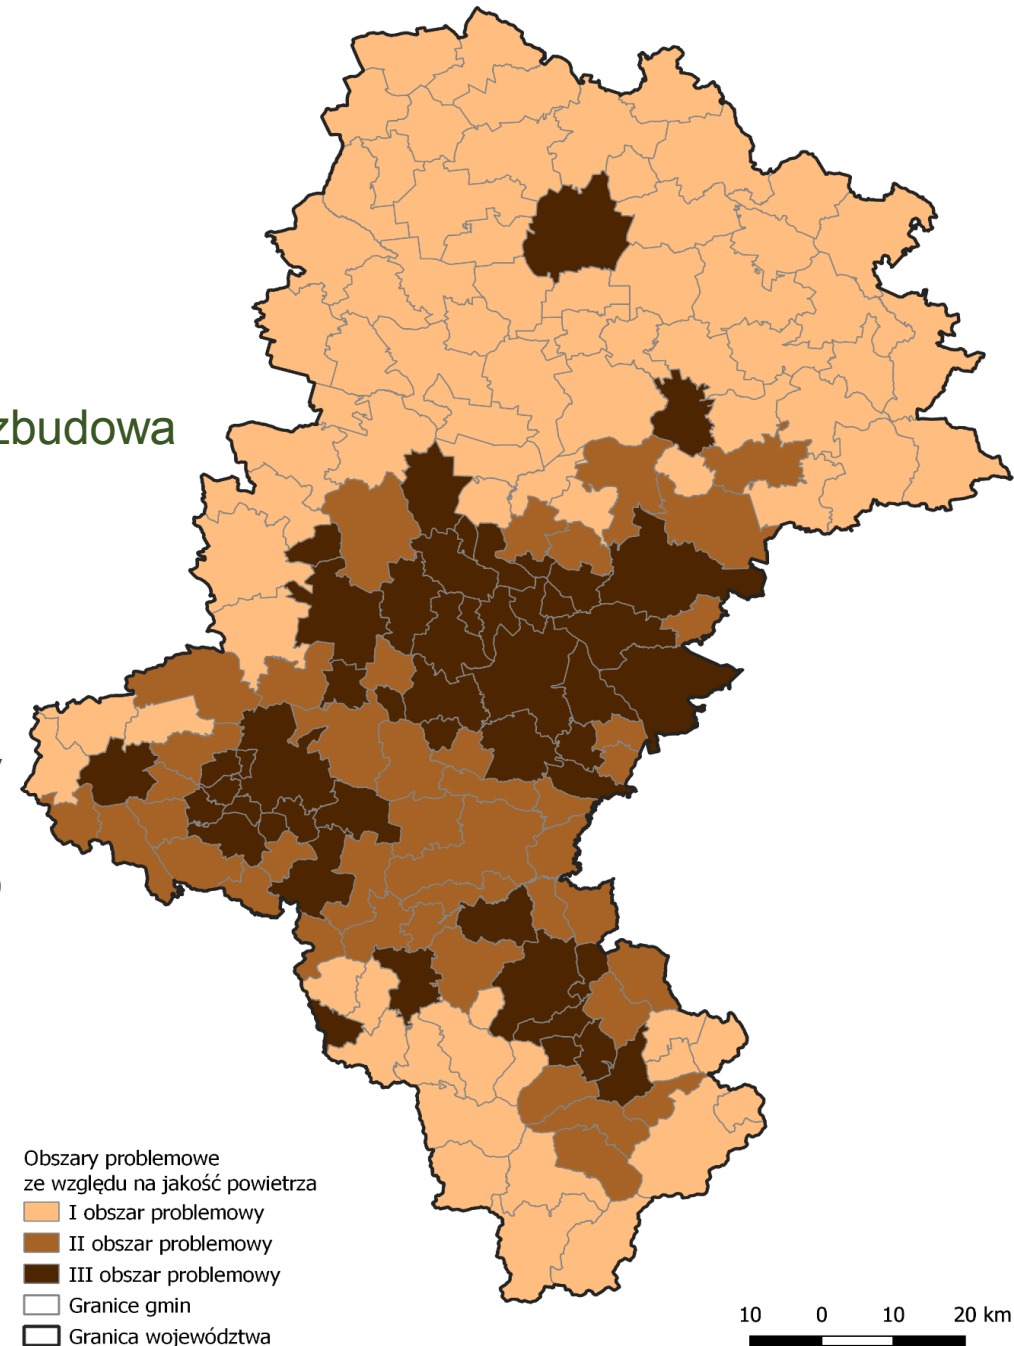 zbudowa
Obszary problemowe
ze względu na jakość powietrza
I obszar problemowy
II obszar problemowy
III obszar problemowy
Granice gmin
Granica województwa
10 0 10 20 km